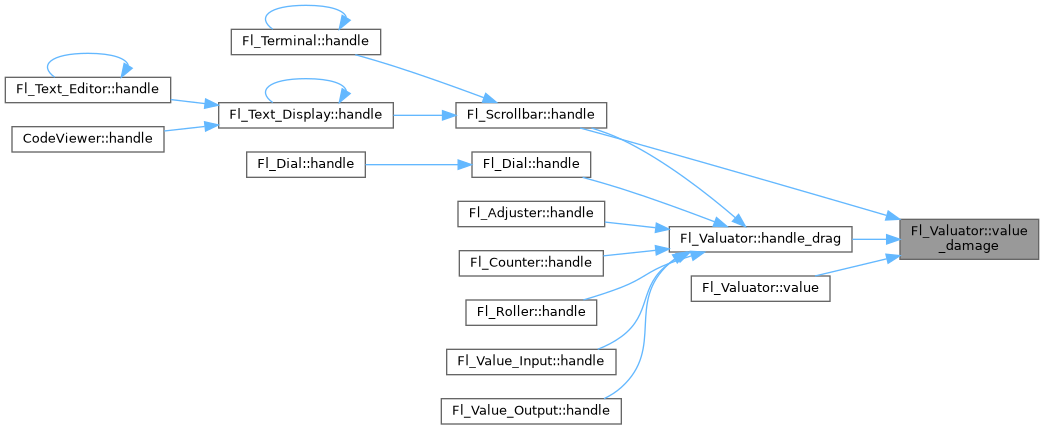 Fl_Terminal::handle
Fl_Text_Editor::handle
Fl_Text_Display::handle
Fl_Scrollbar::handle
CodeViewer::handle
Fl_Dial::handle
Fl_Dial::handle
Fl_Adjuster::handle
Fl_Valuator::handle_drag
Fl_Valuator::value
_damage
Fl_Counter::handle
Fl_Valuator::value
Fl_Roller::handle
Fl_Value_Input::handle
Fl_Value_Output::handle